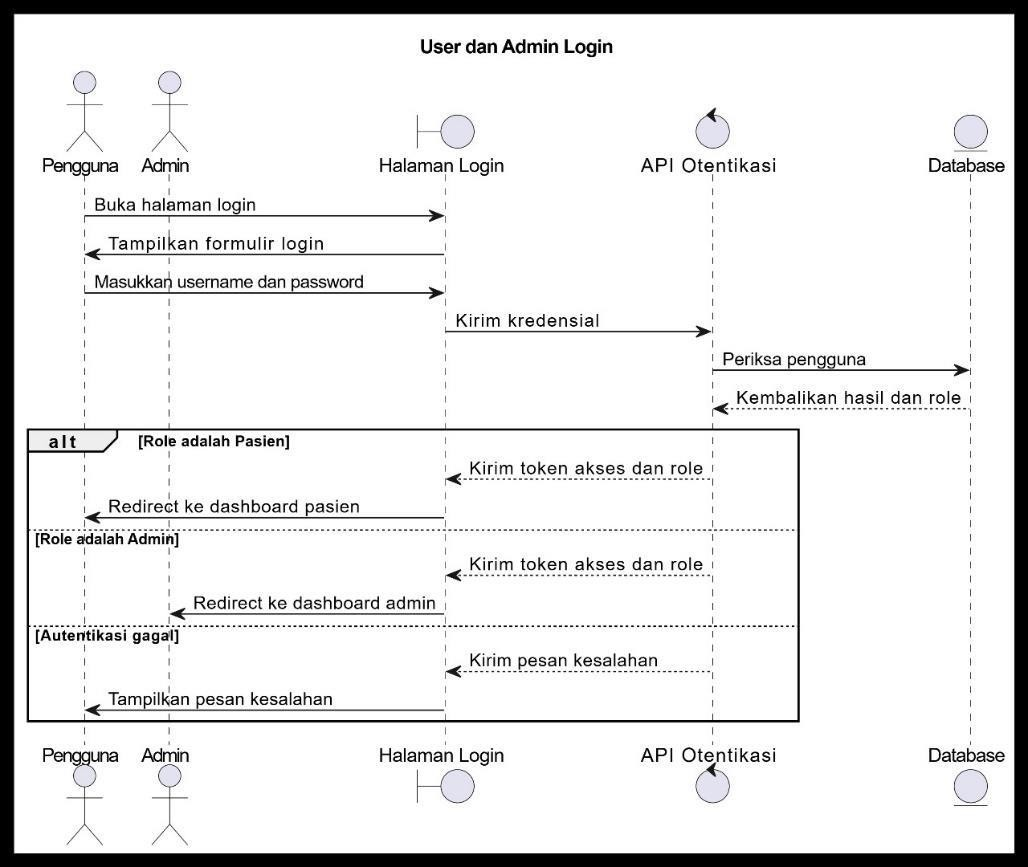 User dan Admin Login
Pengguna Admin Halaman Login API Otentikasi Database
Buka halaman login
Tampilkan formulir login
Masukkan username dan password
Kirim kredensial
Periksa pengguna
Kembalikan hasil dan role
alt [Role adalah Pasien]
Kirim token akses dan role
Redirect ke dashboard pasien
[Role adalah Admin]
Kirim token akses dan role
Redirect ke dashboard admin
[Autentikasi gagal]
Kirim pesan kesalahan
Tampilkan pesan kesalahan
Pengguna Admin Halaman Login API Otentikasi Database